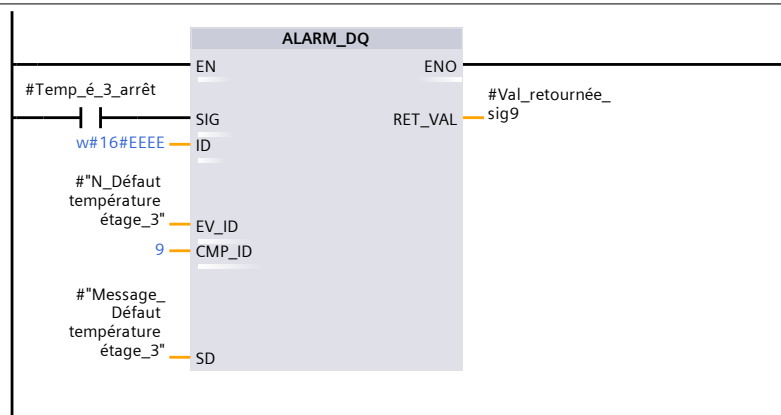 ALARM_DQ
EN
ENO
#Temp_é_3_arrêt
SIG
#Val_retournée_
sig9
RET_VAL
w#16#EEEE
ID
#"N_Défaut
température
étage_3"
EV_ID
9
CMP_ID
#"Message_
Défaut
température
étage_3"
SD